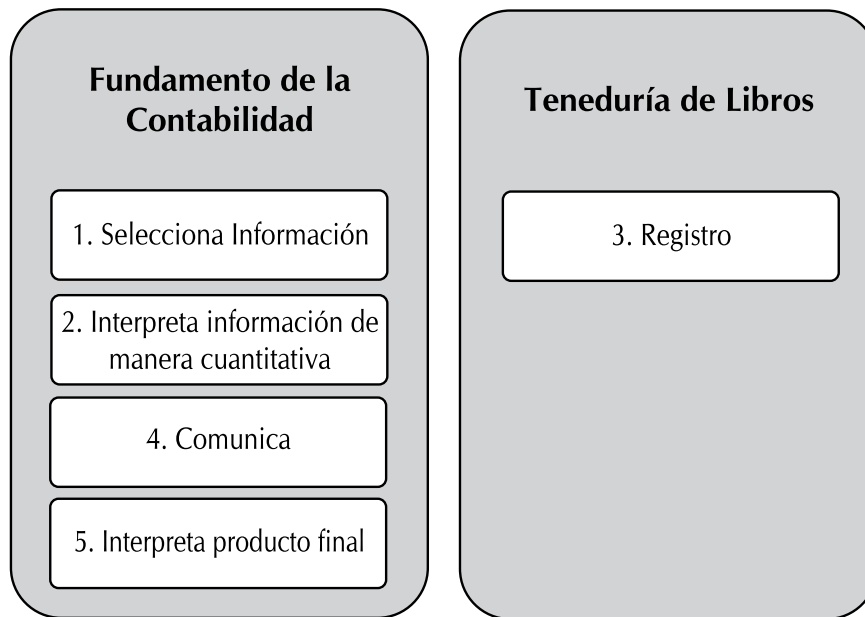 Fundamento de la
Contabilidad
1. Selecciona Información
2. Interpreta información de
manera cuantitativa
4. Comunica
5. Interpreta producto final
Teneduría de Libros
3. Registro